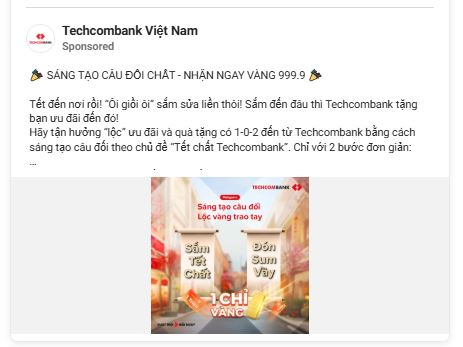 Techcombank Việt Nam
Sponsored
TECHCOMBANK
🎉 SÁNG TẠO CÂU ĐỐI CHẤT - NHẬN NGAY VÀNG 999.9 🎉
Tết đến nơi rồi! “Ôi giồi ôi” sắm sửa liền thôi! Sắm đến đâu thì Techcombank tặng
bạn ưu đãi đến đó!
Hãy tận hưởng “lộc” ưu đãi và quà tặng có 1-0-2 đến từ Techcombank bằng cách
sáng tạo câu đối theo chủ đề “Tết chất Techcombank”. Chỉ với 2 bước đơn giản:
...
TECHCOMBANK
Sáng tạo câu đối
Lộc vàng trao tay
Sắm
Tết
Chất
Đón
Sum
Vầy
1 CHỈ
VÀNG